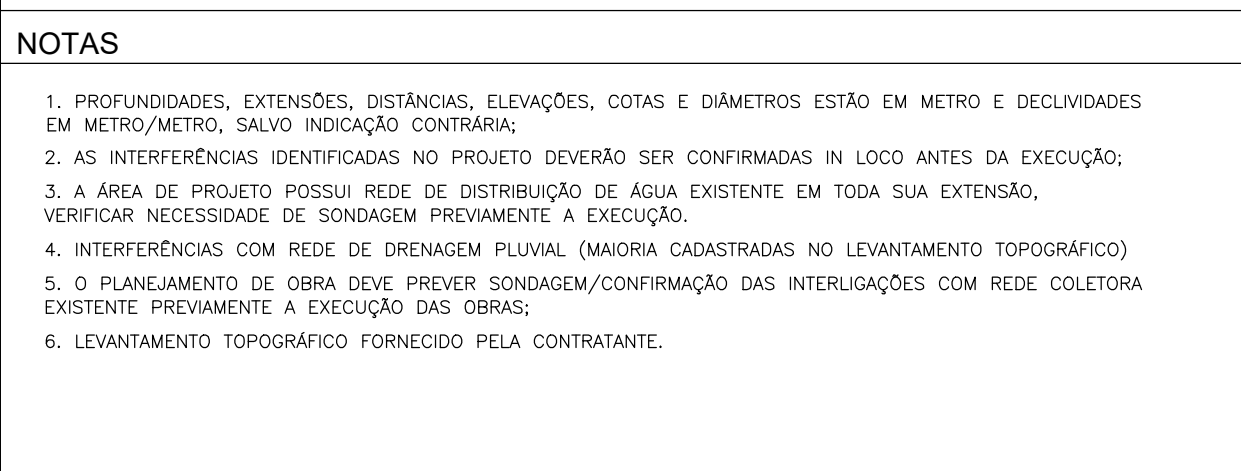 NOTAS
1. PROFUNDIDADES, EXTENSÕES, DISTÂNCIAS, ELEVAÇÕES, COTAS E DIÂMETROS ESTÃO EM METRO E DECLIVIDADES
EM METRO/METRO, SALVO INDICAÇÃO CONTRÁRIA;
2. AS INTERFERÊNCIAS IDENTIFICADAS NO PROJETO DEVERÃO SER CONFIRMADAS IN LOCO ANTES DA EXECUÇÃO;
3. A ÁREA DE PROJETO POSSUI REDE DE DISTRIBUIÇÃO DE ÁGUA EXISTENTE EM TODA SUA EXTENSÃO,
VERIFICAR NECESSIDADE DE SONDAGEM PREVIAMENTE A EXECUÇÃO.
4. INTERFERÊNCIAS COM REDE DE DRENAGEM PLUVIAL (MAIORIA CADASTRADAS NO LEVANTAMENTO TOPOGRÁFICO)
5. O PLANEJAMENTO DE OBRA DEVE PREVER SONDAGEM/CONFIRMAÇÃO DAS INTERLIGAÇÕES COM REDE COLETORA
EXISTENTE PREVIAMENTE A EXECUÇÃO DAS OBRAS;
6. LEVANTAMENTO TOPOGRÁFICO FORNECIDO PELA CONTRATANTE.